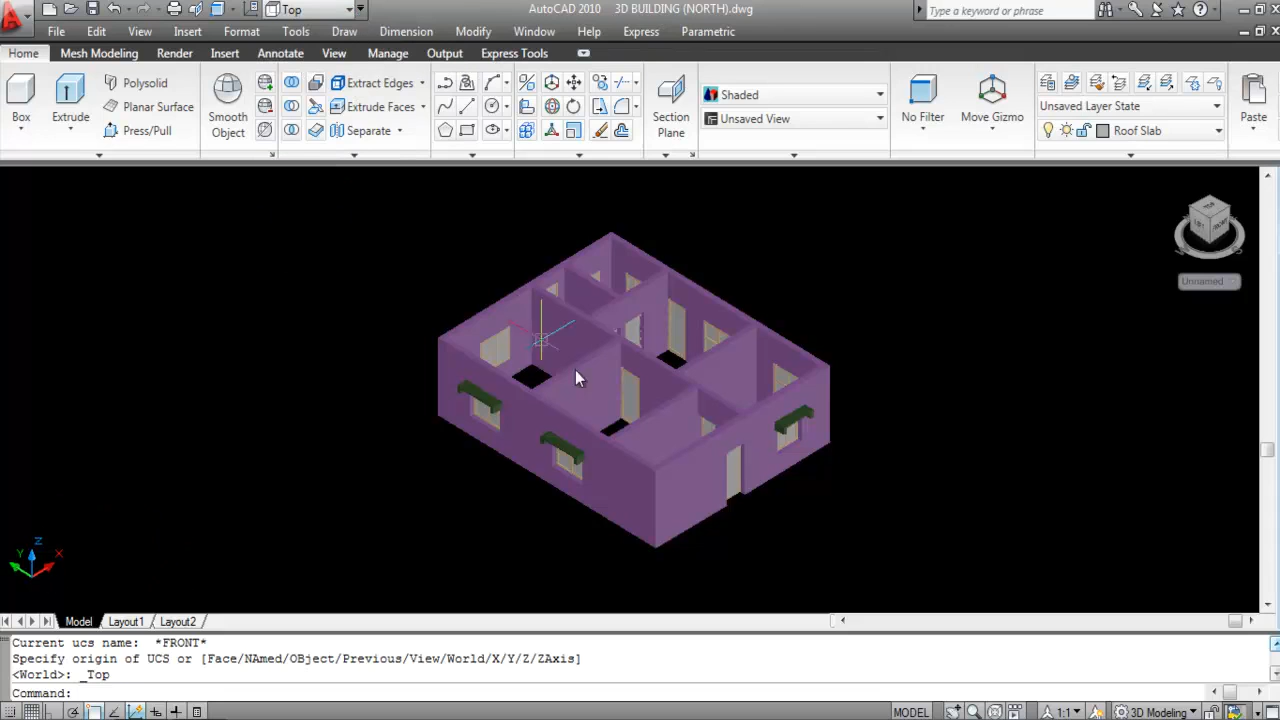 Top
AutoCAD 2010 3D BUILDING (NORTH).dwg
Type a keyword or phrase
File Edit View Insert Format Tools Draw Dimension Modify Window Help Express Parametric
Home Mesh Modeling Render Insert Annotate View Manage Output Express Tools
Box
Extrude
Polysolid
Planar Surface
Press/Pull
Smooth
Object
Extract Edges
Extrude Faces
Separate
Section
Plane
Shaded
Unsaved View
No Filter
Move Gizmo
Unsaved Layer State
Roof Slab
Paste
TOP
LEFT
FRONT
Unnamed
Z
Y
X
Model Layout1 Layout2
Current ucs name: *FRONT*
Specify origin of UCS or [Face/NAmed/OBject/Previous/View/World/X/Y/Z/ZAxis]
<World>: _Top
Command:
MODEL
1:1
3D Modeling